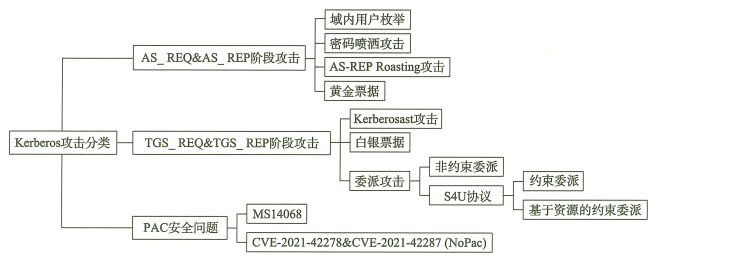 域内用户枚举
密码喷洒攻击
AS_ REQ&AS_ REP阶段攻击
AS-REP Roasting攻击
黄金票据
Kerberosast攻击
Kerberos攻击分类
TGS_ REQ&TGS_ REP阶段攻击
白银票据
非约束委派
委派攻击
约束委派
S4U协议
基于资源的约束委派
MS14068
PAC安全问题
CVE-2021-42278&CVE-2021-42287 (NoPac)